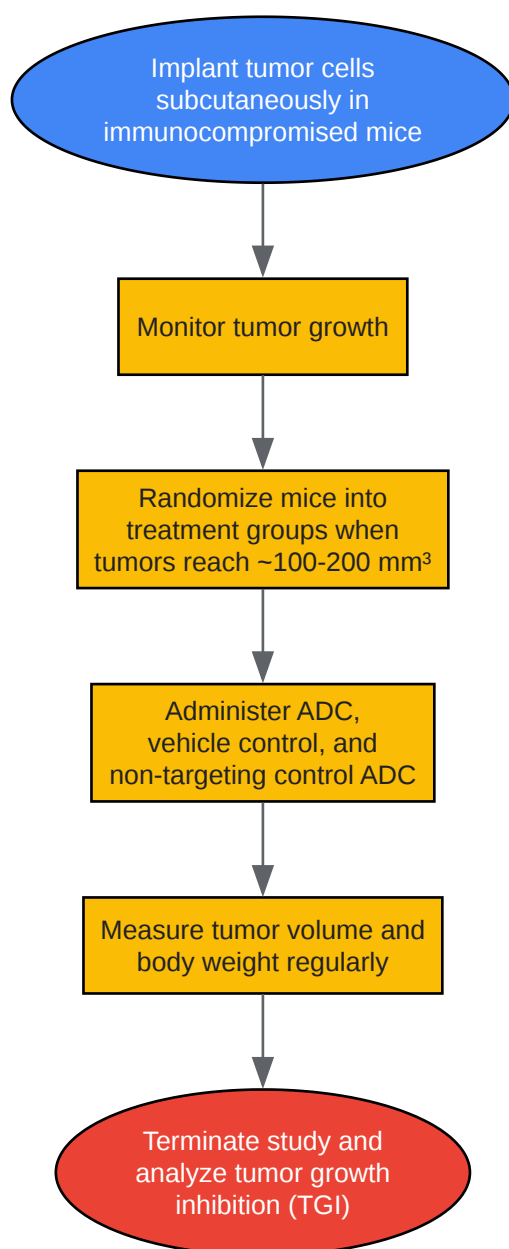 Implant tumor cells
subcutaneously in
immunocompromised mice
Monitor tumor growth
Randomize mice into
treatment groups when
tumors reach ~100-200 mm³
Administer ADC,
vehicle control, and
non-targeting control ADC
Measure tumor volume and
body weight regularly
Terminate study and
analyze tumor growth
inhibition (TGI)